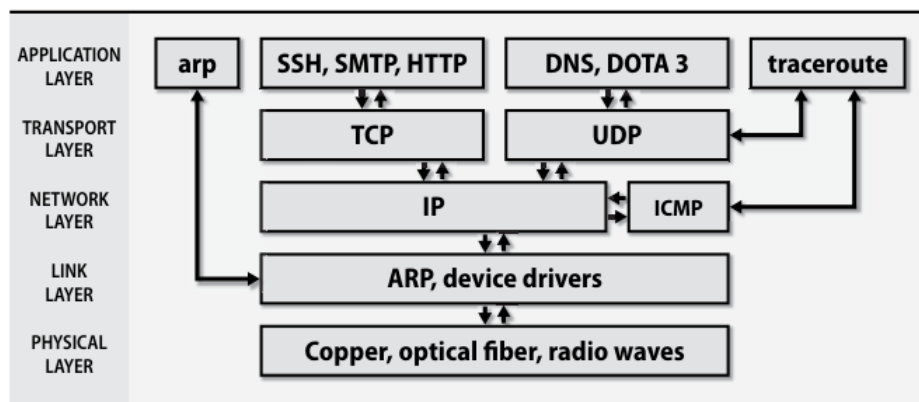 APPLICATION
LAYER
arp
SSH, SMTP, HTTP
DNS, DOTA 3
traceroute
TRANSPORT
LAYER
TCP
UDP
NETWORK
LAYER
IP
ICMP
LINK
LAYER
ARP, device drivers
PHYSICAL
LAYER
Copper, optical fiber, radio waves